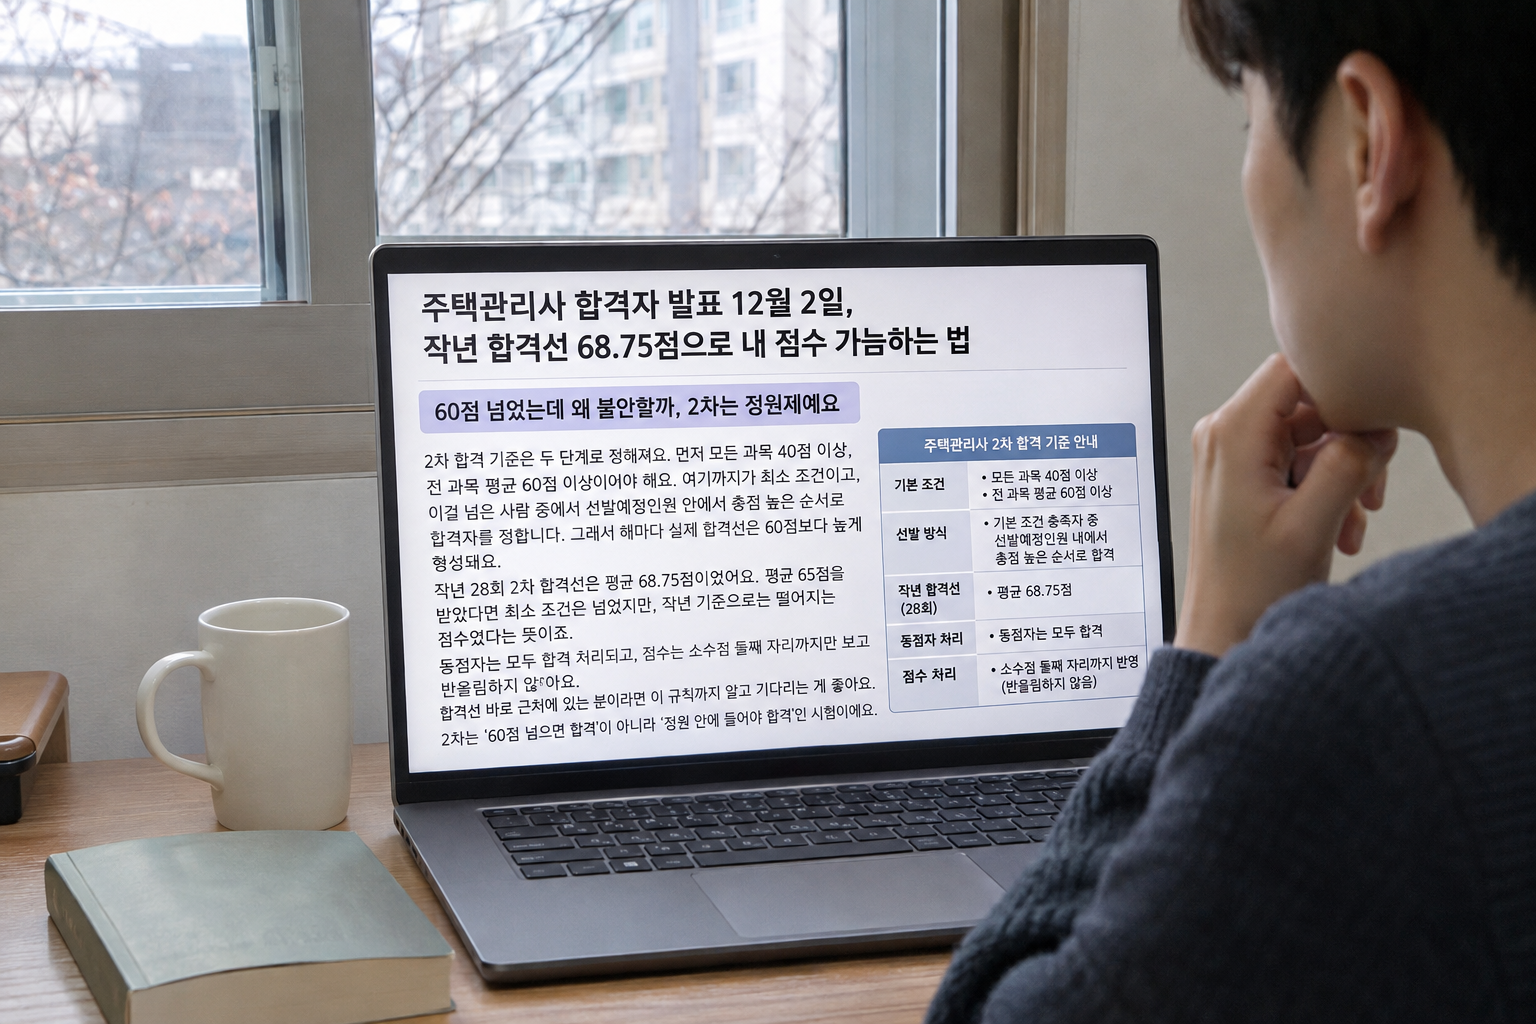 주택관리사 합격자 발표 12월 2일,
작년 합격선 68.75점으로 내 점수 가늠하는 법
60점 넘었는데 왜 불안할까, 2차는 정원제예요
2차 합격 기준은 두 단계로 정해져요. 먼저 모든 과목 40점 이상,
전 과목 평균 60점 이상이어야 해요. 여기까지가 최소 조건이고,
이걸 넘은 사람 중에서 선발예정인원 안에서 총점 높은 순서로
합격자를 정합니다. 그래서 해마다 실제 합격선은 60점보다 높게
형성돼요.
작년 28회 2차 합격선은 평균 68.75점이었어요. 평균 65점을
받았다면 최소 조건은 넘었지만, 작년 기준으로는 떨어지는
점수였다는 뜻이죠.
동점자는 모두 합격 처리되고, 점수는 소수점 둘째 자리까지만 보고
반올림하지
합격선 바로 근처에 있는 분이라면 이 규칙까지 알고 기다리는 게 좋아요.
2차는 '60점 넘으면 합격'이 아니라 '정원 안에 들어야 합격'인 시험이에요.
주택관리사 2차 합격 기준 안내
기본 조건
• 모든 과목 40점 이상
• 전 과목 평균 60점 이상
선발 방식
• 기본 조건 충족자 중
선발예정인원 내에서
총점 높은 순서로 합격
작년 합격선
(28회)
• 평균 68.75점
동점자 처리
• 동점자는 모두 합격
점수 처리
• 소수점 둘째 자리까지 반영
(반올림하지 않음)